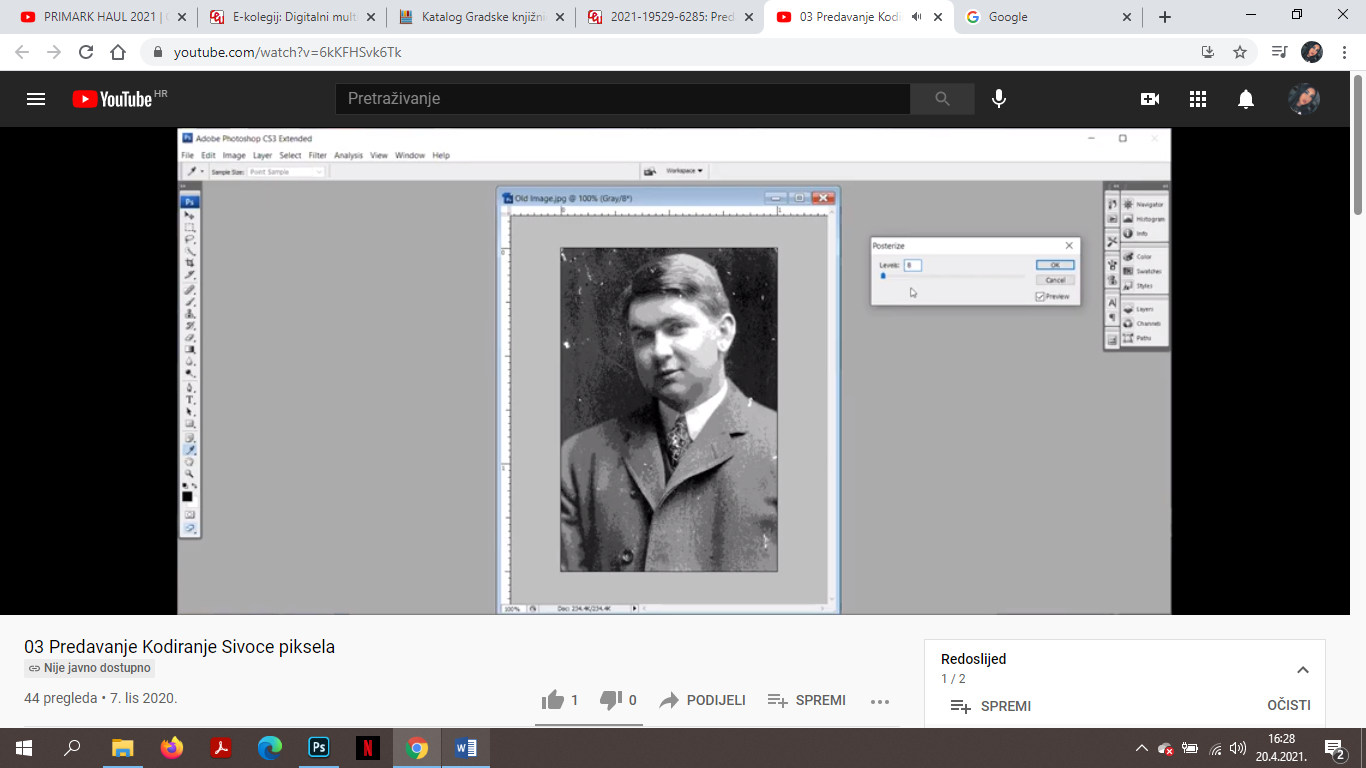 PRIMARK HAUL 2021 |
E-kolegij: Digitalni mult
Katalog Gradske knjižni
2021-19529-6285: Pred
03 Predavanje Kodi
Google
youtube.com/watch?v=6kKFHSvk6Tk
YouTube HR
Pretraživanje
Ps Adobe Photoshop CS3 Extended
File Edit Image Layer Select Filter Analysis View Window Help
Sample Size: Point Sample
Workspace
Ps
Old Image.jpg @ 100% (Gray/8*)
Posterize
Levels: 8
OK
Cancel
Preview
Navigator
Histogram
Info
Color
Swatches
Styles
Layers
Channels
Paths
100%
Doc: 234.4K/234.4K
03 Predavanje Kodiranje Sivoce piksela
Nije javno dostupno
44 pregleda • 7. lis 2020.
1
0
PODIJELI
SPREMI
Redoslijed
1 / 2
SPREMI
OČISTI
Ps
N
W
16:28
20.4.2021.
2